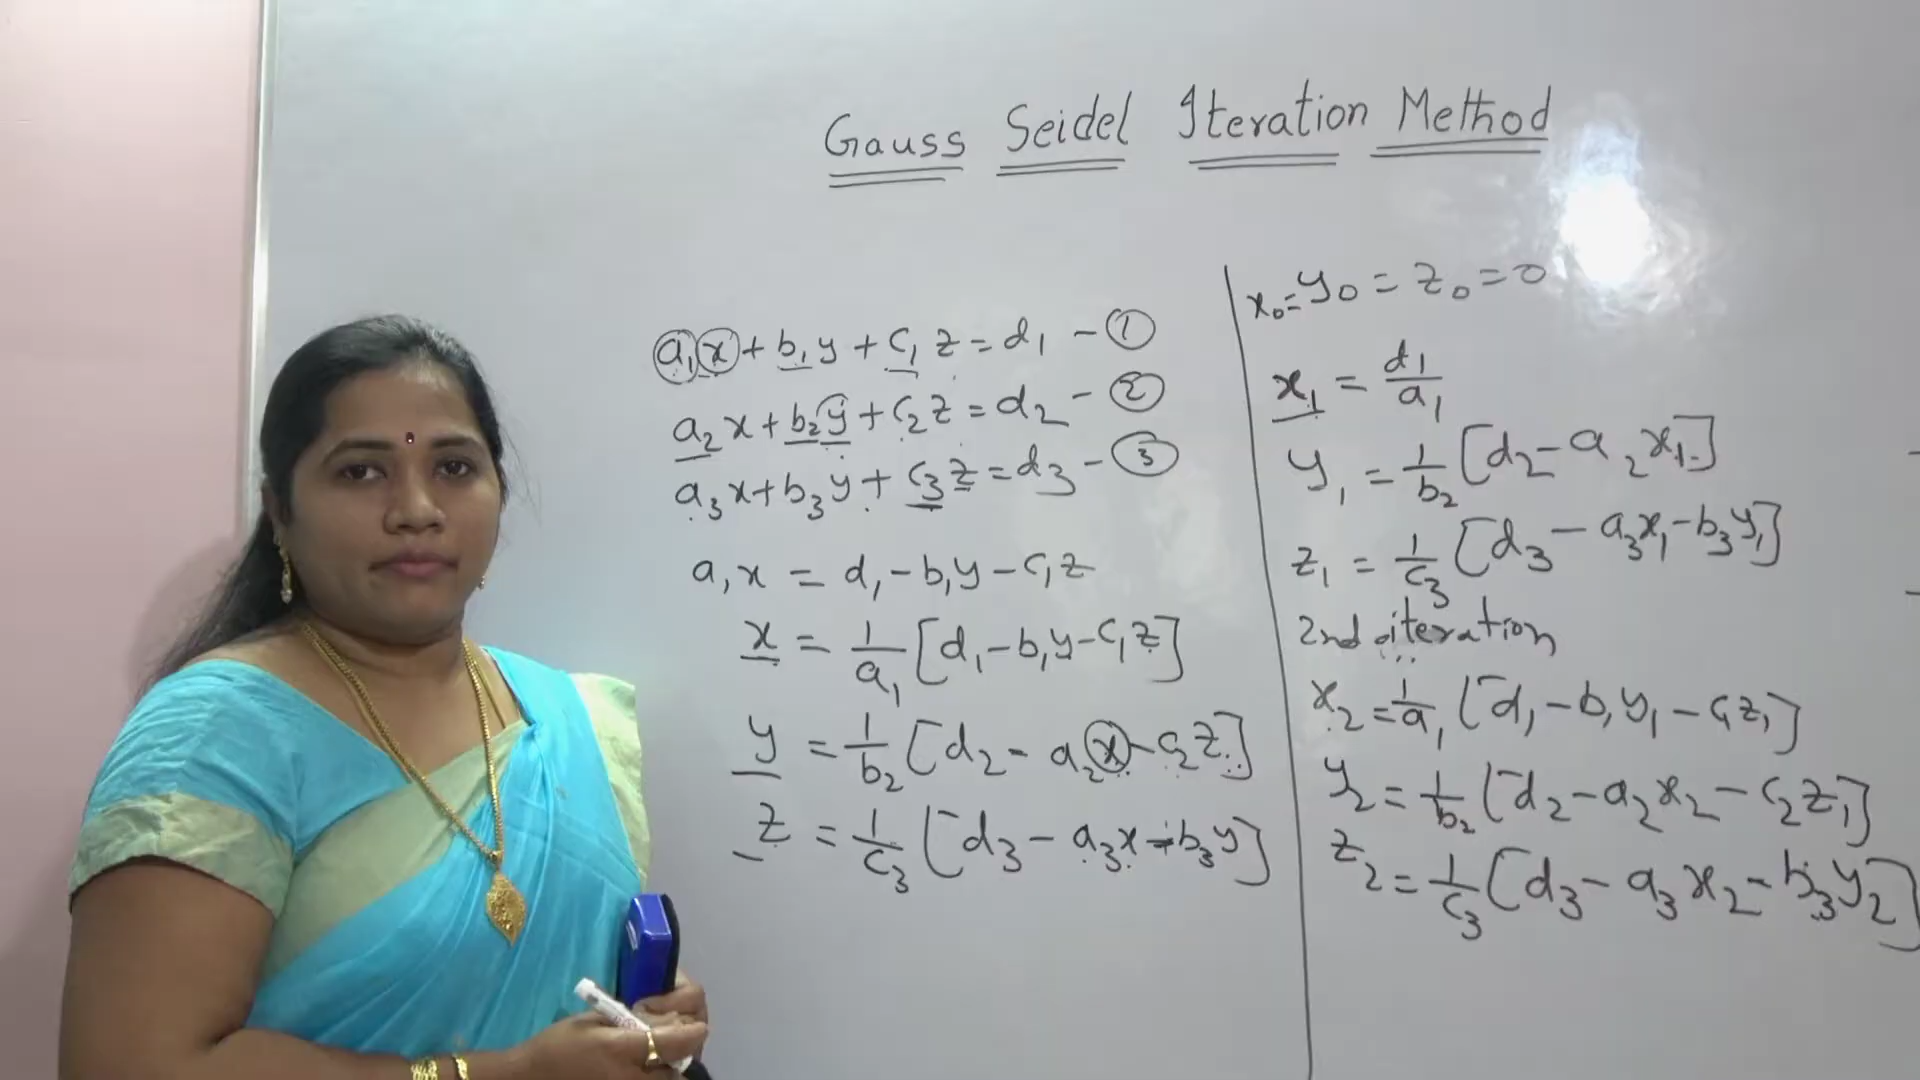 Gauss Seidel Iteration Method
a₁x + b₁y + c₁z = d₁ - ①
a₂x + b₂y + c₂z = d₂ - ②
a₃x + b₃y + c₃z = d₃ - ③
a₁x = d₁ - b₁y - c₁z
x = 1/a₁ [d₁ - b₁y - c₁z]
y = 1/b₂ [d₂ - a₂x - c₂z]
z = 1/c₃ [d₃ - a₃x - b₃y]
x₀ = y₀ = z₀ = 0
x₁ = d₁/a₁
y₁ = 1/b₂ [d₂ - a₂x₁]
z₁ = 1/c₃ [d₃ - a₃x₁ - b₃y₁]
2nd iteration
x₂ = 1/a₁ [d₁ - b₁y₁ - c₁z₁]
y₂ = 1/b₂ [d₂ - a₂x₂ - c₂z₁]
z₂ = 1/c₃ [d₃ - a₃x₂ - b₃y₂]